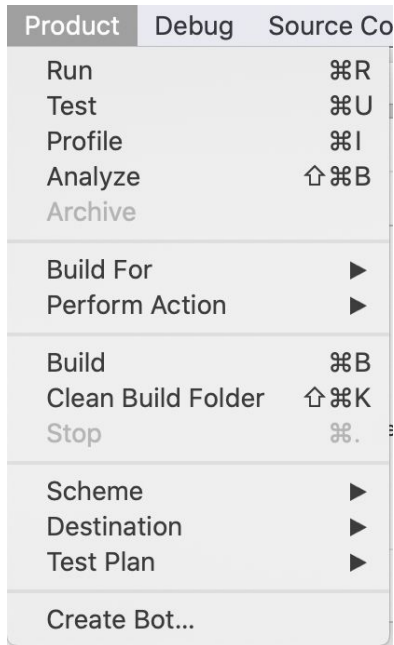 Product Debug Source Co
Run ⌘R
Test ⌘U
Profile ⌘I
Analyze ⇧⌘B
Archive
Build For ▶
Perform Action ▶
Build ⌘B
Clean Build Folder ⇧⌘K
Stop ⌘.
Scheme ▶
Destination ▶
Test Plan ▶
Create Bot...